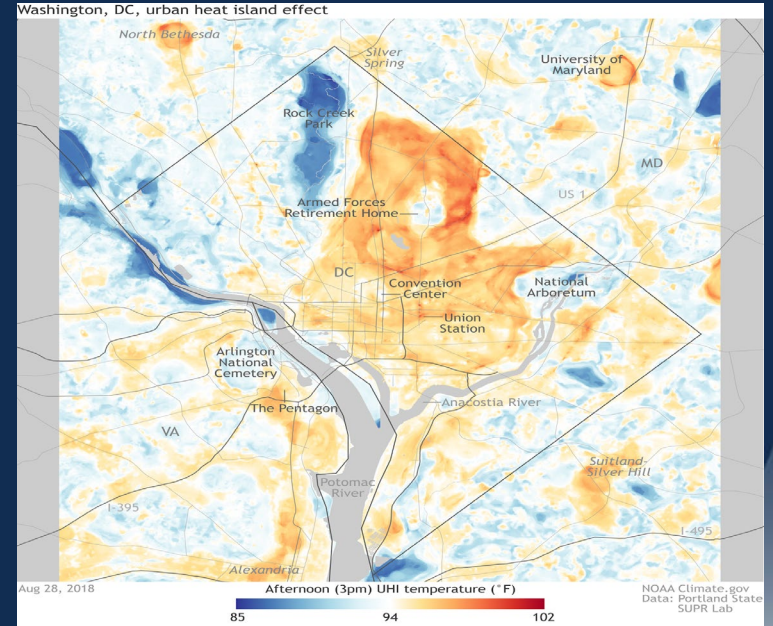 Washington, DC, urban heat island effect
North Bethesda
Silver
Spring
University of
Maryland
Rock Creek
Park
MD
US 1
Armed Forces
Retirement Home
DC
Convention
Center
National
Arboretum
Union
Station
Arlington
National
Cemetery
The Pentagon
Anacostia River
VA
Suitland-
Silver Hill
Potomac
River
I-395
I-495
Alexandria
Aug 28, 2018
Afternoon (3pm) UHI temperature (°F)
85
94
102
NOAA Climate.gov
Data: Portland State
SUPR Lab